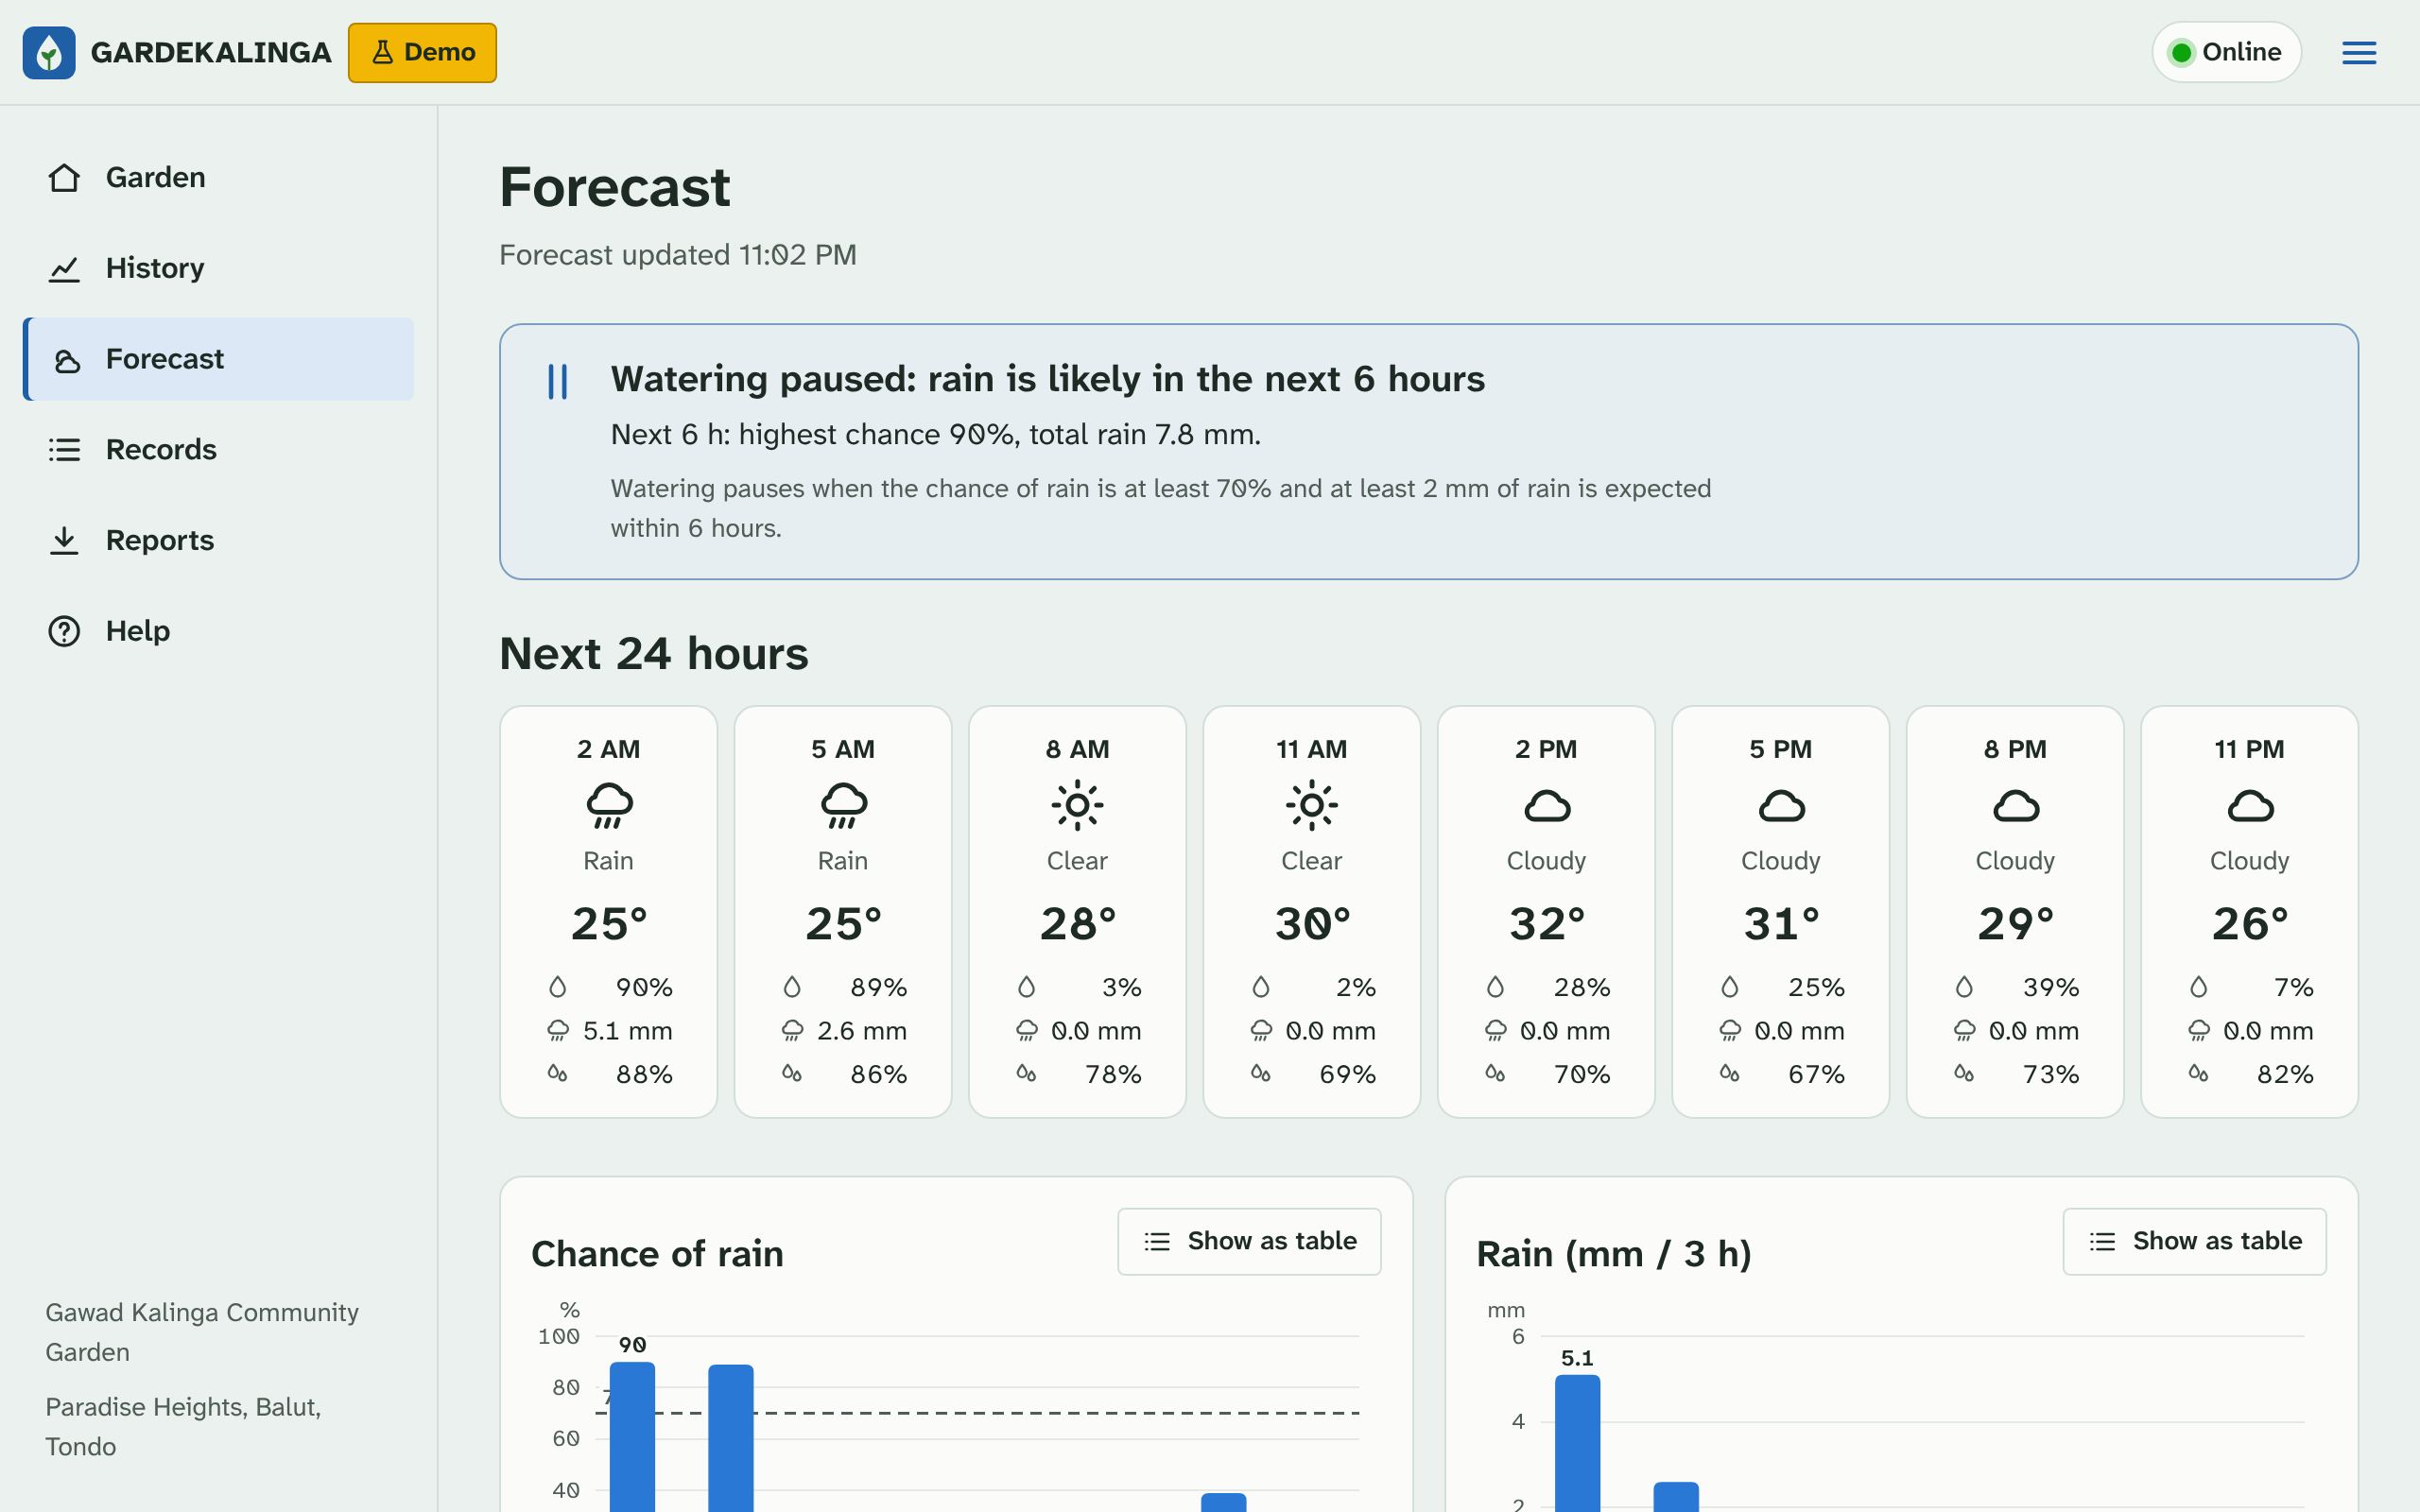 GARDEKALINGA
Demo
Online
Garden
History
Forecast
Records
Reports
Help
Gawad Kalinga Community
Garden
Paradise Heights, Balut,
Tondo
Forecast
Forecast updated 11:02 PM
Watering paused: rain is likely in the next 6 hours
Next 6 h: highest chance 90%, total rain 7.8 mm.
Watering pauses when the chance of rain is at least 70% and at least 2 mm of rain is expected
within 6 hours.
Next 24 hours
2 AM
Rain
25°
90%
5.1 mm
88%
5 AM
Rain
25°
89%
2.6 mm
86%
8 AM
Clear
28°
3%
0.0 mm
78%
11 AM
Clear
30°
2%
0.0 mm
69%
2 PM
Cloudy
32°
28%
0.0 mm
70%
5 PM
Cloudy
31°
25%
0.0 mm
67%
8 PM
Cloudy
29°
39%
0.0 mm
73%
11 PM
Cloudy
26°
7%
0.0 mm
82%
Chance of rain
Show as table
%
100
90
80
60
40
Rain (mm / 3 h)
Show as table
mm
6
5.1
4
2